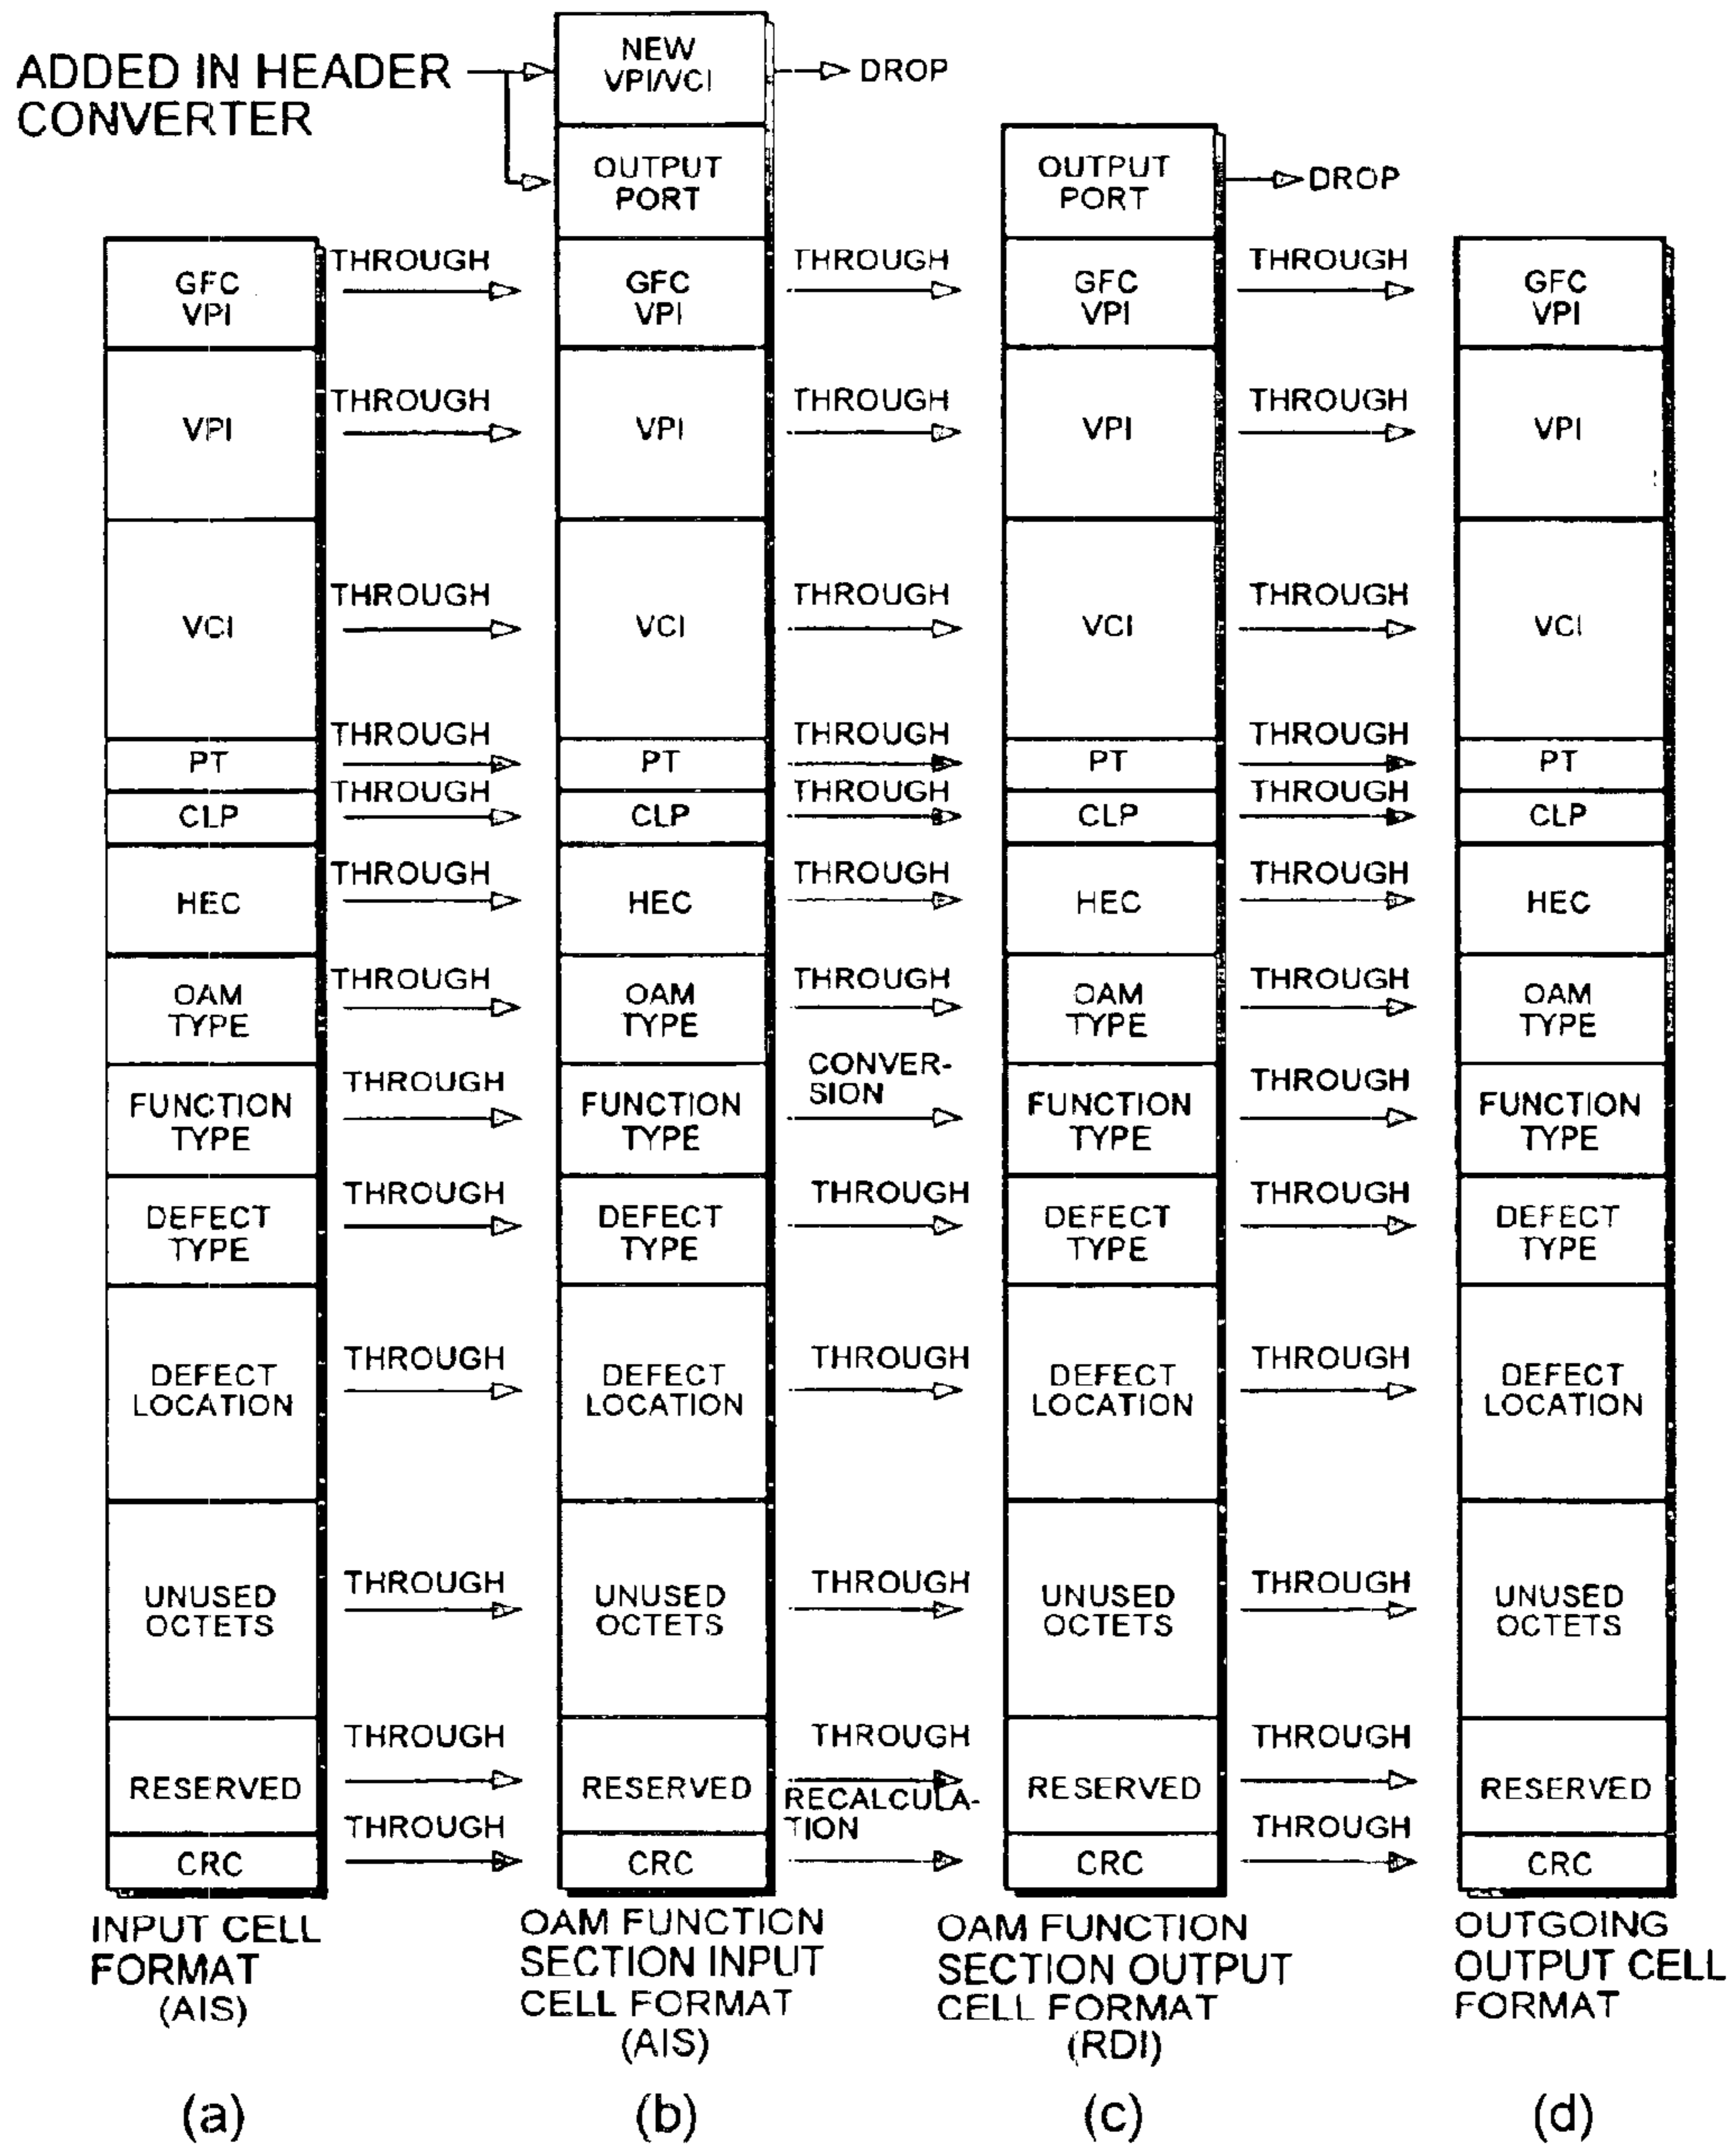 ADDED IN HEADER
CONVERTER
NEW
VPI/VCI
DROP
OUTPUT
PORT
OUTPUT
PORT
DROP
GFC
VPI
THROUGH
GFC
VPI
THROUGH
GFC
VPI
THROUGH
GFC
VPI
VPI
THROUGH
VPI
THROUGH
VPI
THROUGH
VPI
VCI
THROUGH
VCI
THROUGH
VCI
THROUGH
VCI
PT
THROUGH
PT
THROUGH
PT
THROUGH
PT
CLP
THROUGH
CLP
THROUGH
CLP
THROUGH
CLP
HEC
THROUGH
HEC
THROUGH
HEC
THROUGH
HEC
OAM
TYPE
THROUGH
OAM
TYPE
THROUGH
OAM
TYPE
THROUGH
OAM
TYPE
FUNCTION
TYPE
THROUGH
FUNCTION
TYPE
CONVER-
SION
FUNCTION
TYPE
THROUGH
FUNCTION
TYPE
DEFECT
TYPE
THROUGH
DEFECT
TYPE
THROUGH
DEFECT
TYPE
THROUGH
DEFECT
TYPE
DEFECT
LOCATION
THROUGH
DEFECT
LOCATION
THROUGH
DEFECT
LOCATION
THROUGH
DEFECT
LOCATION
UNUSED
OCTETS
THROUGH
UNUSED
OCTETS
THROUGH
UNUSED
OCTETS
THROUGH
UNUSED
OCTETS
RESERVED
THROUGH
RESERVED
THROUGH
RESERVED
THROUGH
RESERVED
CRC
THROUGH
CRC
RECALCULA-
TION
CRC
THROUGH
CRC
INPUT CELL
FORMAT
(AIS)
(a)
OAM FUNCTION
SECTION INPUT
CELL FORMAT
(AIS)
(b)
OAM FUNCTION
SECTION OUTPUT
CELL FORMAT
(RDI)
(c)
OUTGOING
OUTPUT CELL
FORMAT
(d)